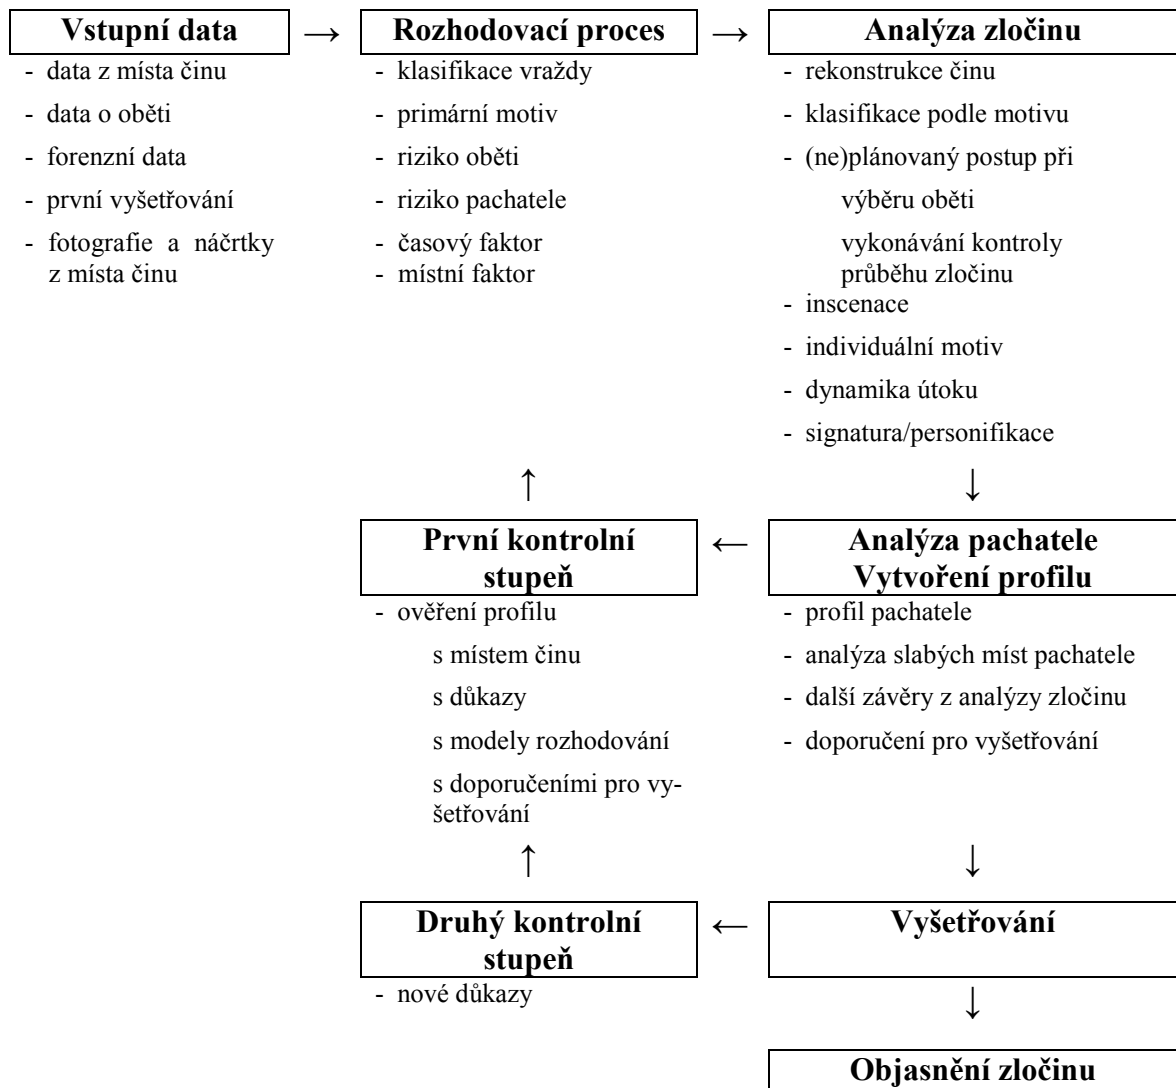 Vstupní data → Rozhodovací proces → Analýza zločinu
- data z místa činu
- data o oběti
- forenzní data
- první vyšetřování
- fotografie a náčrtky
z místa činu
- klasifikace vraždy
- primární motiv
- riziko oběti
- riziko pachatele
- časový faktor
- místní faktor
- rekonstrukce činu
- klasifikace podle motivu
- (ne)plánovaný postup při
výběru oběti
vykonávání kontroly
průběhu zločinu
- inscenace
- individuální motiv
- dynamika útoku
- signatura/personifikace
↑ ↓
První kontrolní
stupeň
←
Analýza pachatele
Vytvoření profilu
- ověření profilu
s místem činu
s důkazy
s modely rozhodování
s doporučeními pro vy-
šetřování
- profil pachatele
- analýza slabých míst pachatele
- další závěry z analýzy zločinu
- doporučení pro vyšetřování
↑ ↓
Druhý kontrolní
stupeň
←
Vyšetřování
- nové důkazy
↓
Objasnění zločinu